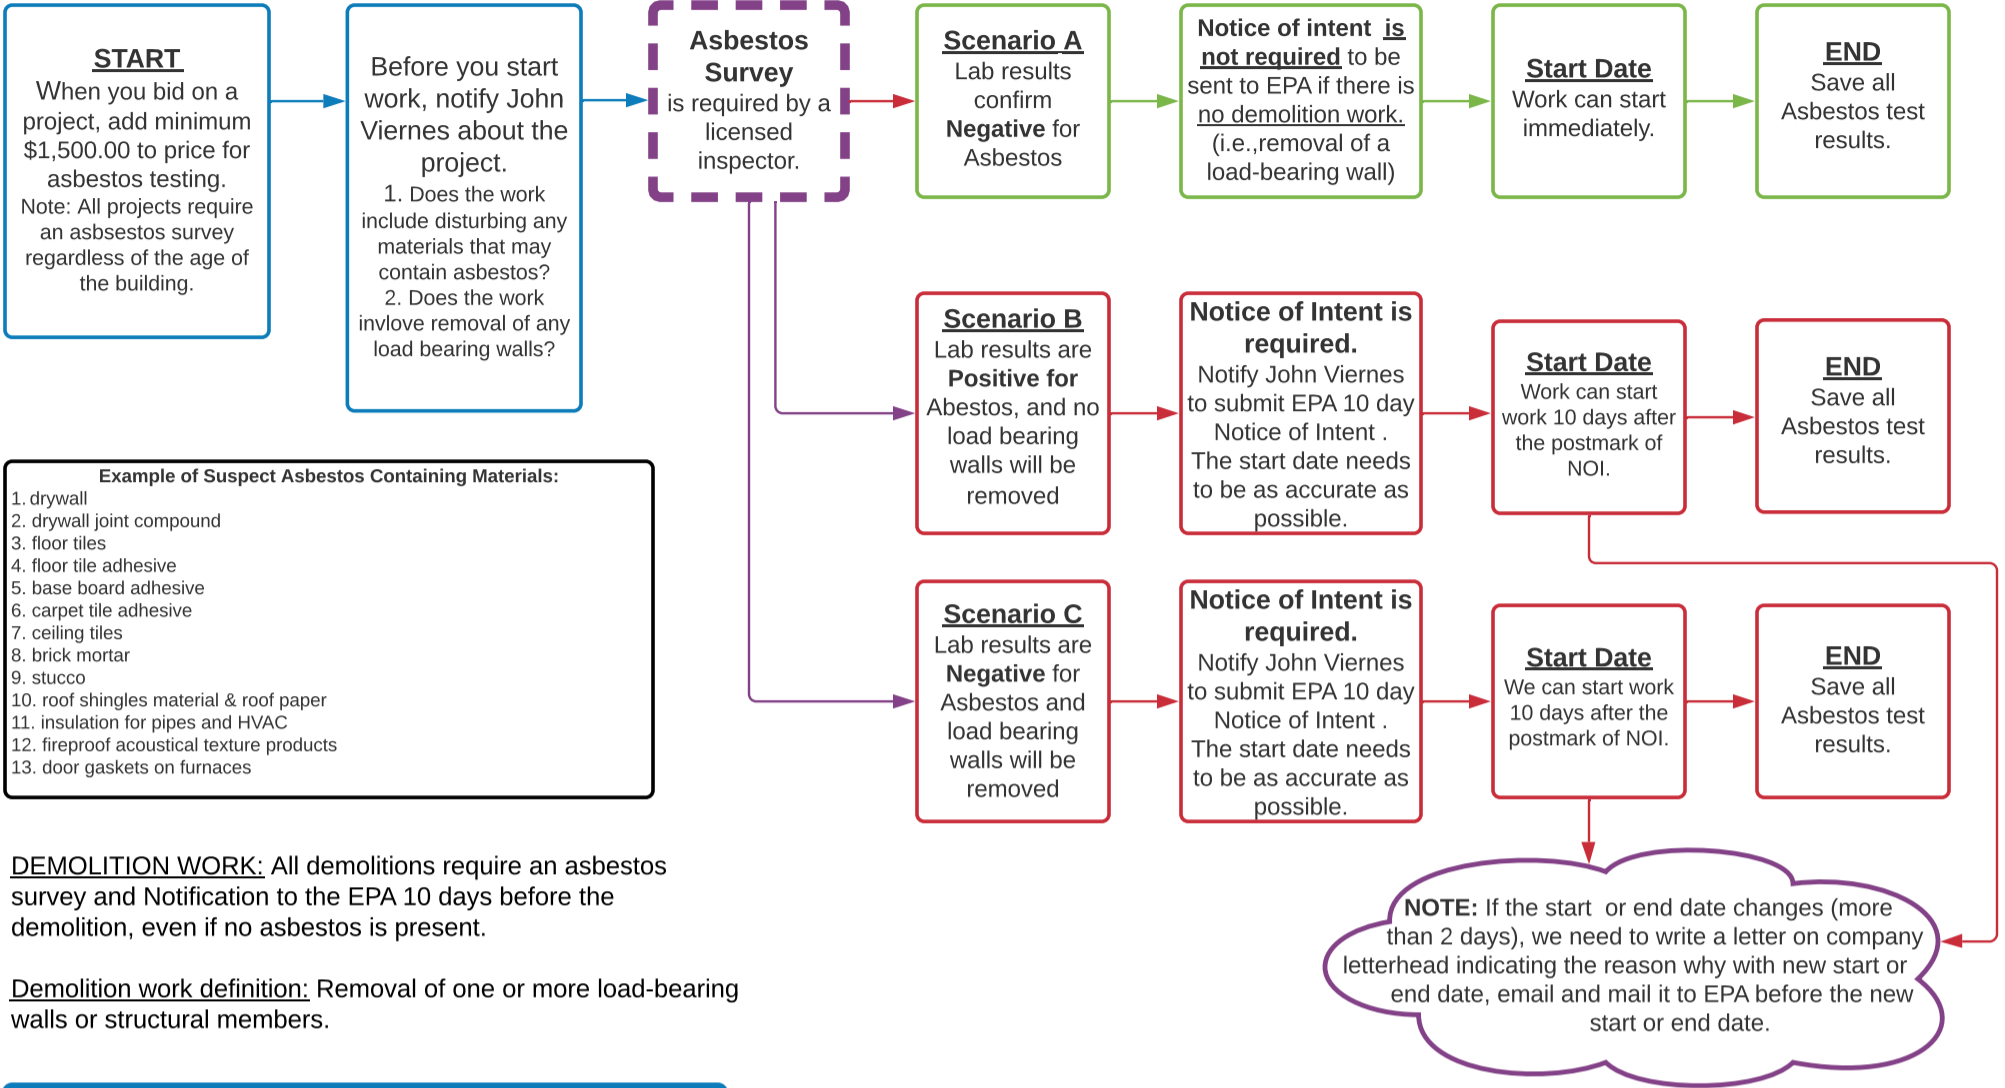 START
When you bid on a
project, add minimum
$1,500.00 to price for
asbestos testing.
Note: All projects require
an asbsestos survey
regardless of the age of
the building.
Before you start
work, notify John
Viernes about the
project.
1. Does the work
include disturbing any
materials that may
contain asbestos?
2. Does the work
invlove removal of any
load bearing walls?
Asbestos
Survey
is required by a
licensed
inspector.
Scenario A
Lab results
confirm
Negative for
Asbestos
Notice of intent is
not required to be
sent to EPA if there is
no demolition work.
(i.e.,removal of a
load-bearing wall)
Start Date
Work can start
immediately.
END
Save all
Asbestos test
results.
Scenario B
Lab results are
Positive for
Abestos, and no
load bearing
walls will be
removed
Notice of Intent is
required.
Notify John Viernes
to submit EPA 10 day
Notice of Intent .
The start date needs
to be as accurate as
possible.
Start Date
Work can start
work 10 days after
the postmark of
NOI.
END
Save all
Asbestos test
results.
Scenario C
Lab results are
Negative for
Asbestos and
load bearing
walls will be
removed
Notice of Intent is
required.
Notify John Viernes
to submit EPA 10 day
Notice of Intent .
The start date needs
to be as accurate as
possible.
Start Date
We can start work
10 days after the
postmark of NOI.
END
Save all
Asbestos test
results.
Example of Suspect Asbestos Containing Materials:
1. drywall
2. drywall joint compound
3. floor tiles
4. floor tile adhesive
5. base board adhesive
6. carpet tile adhesive
7. ceiling tiles
8. brick mortar
9. stucco
10. roof shingles material & roof paper
11. insulation for pipes and HVAC
12. fireproof acoustical texture products
13. door gaskets on furnaces
DEMOLITION WORK: All demolitions require an asbestos
survey and Notification to the EPA 10 days before the
demolition, even if no asbestos is present.
Demolition work definition: Removal of one or more load-bearing
walls or structural members.
NOTE: If the start or end date changes (more
than 2 days), we need to write a letter on company
letterhead indicating the reason why with new start or
end date, email and mail it to EPA before the new
start or end date.